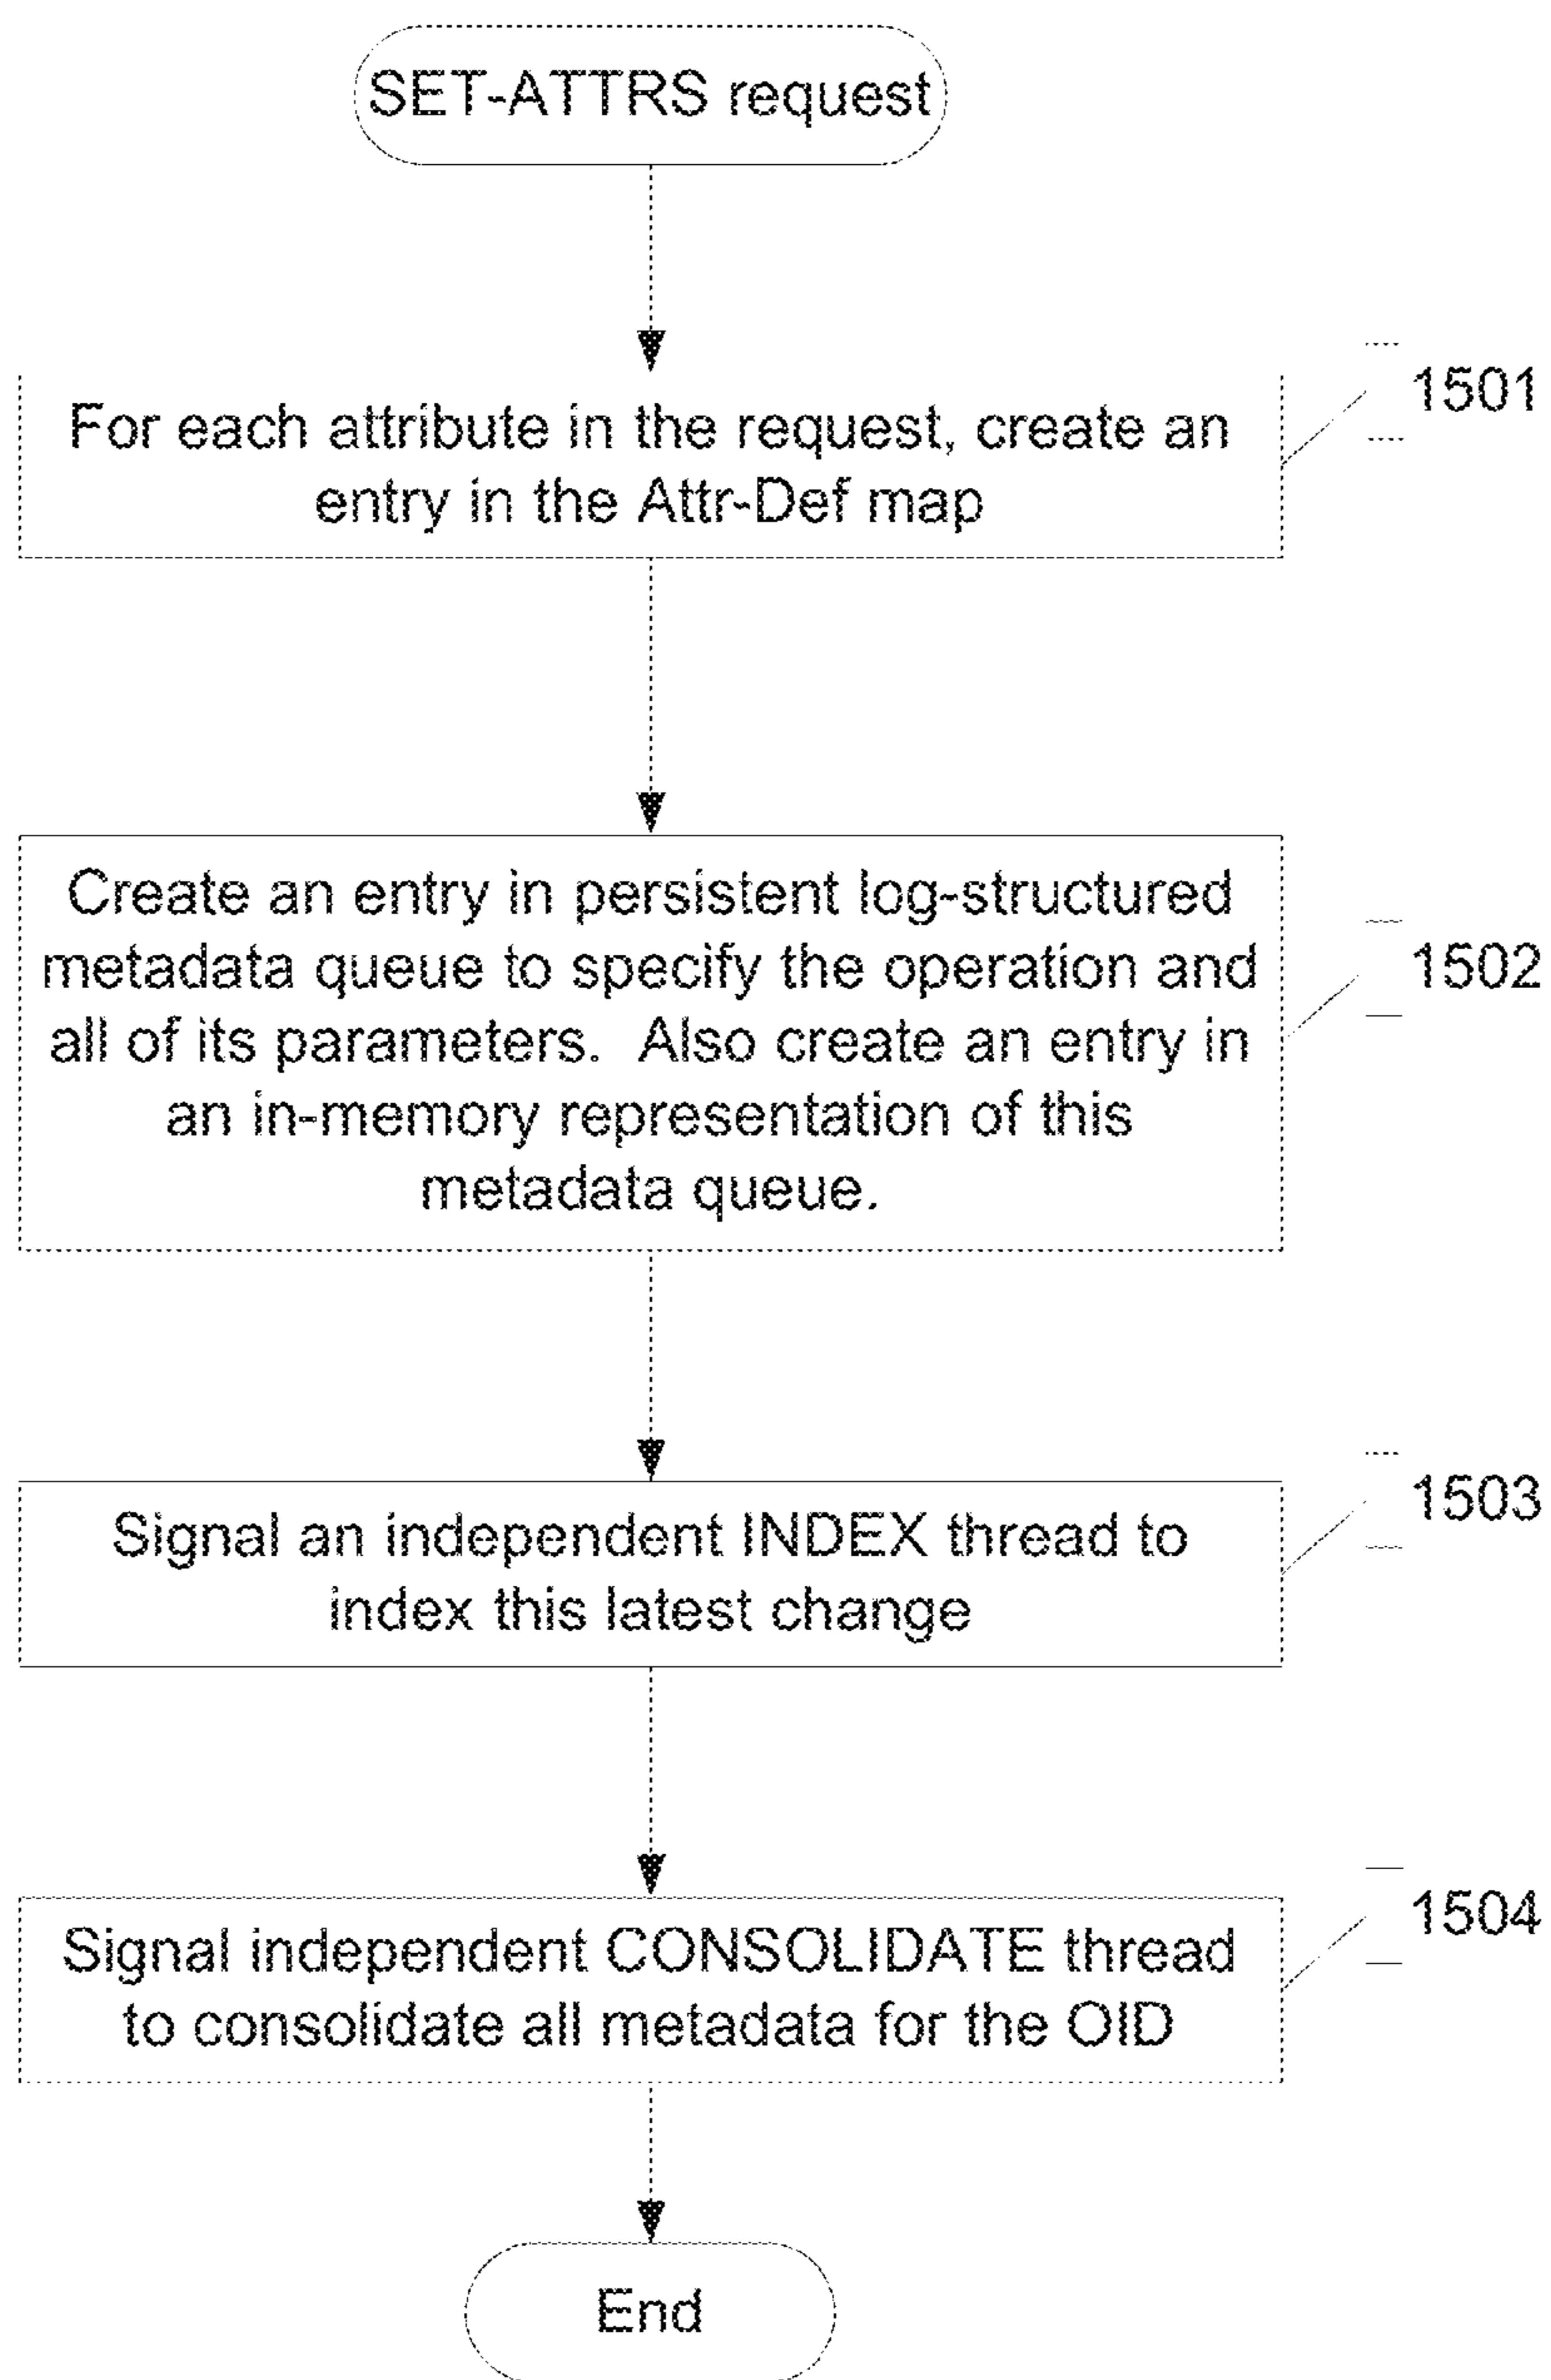 SET-ATTRS request
For each attribute in the request, create an
entry in the Attr-Def map
1501
Create an entry in persistent log-structured
metadata queue to specify the operation and
all of its parameters.  Also create an entry in
an in-memory representation of this
metadata queue.
1502
Signal an independent INDEX thread to
index this latest change
1503
Signal independent CONSOLIDATE thread
to consolidate all metadata for the OID
1504
End